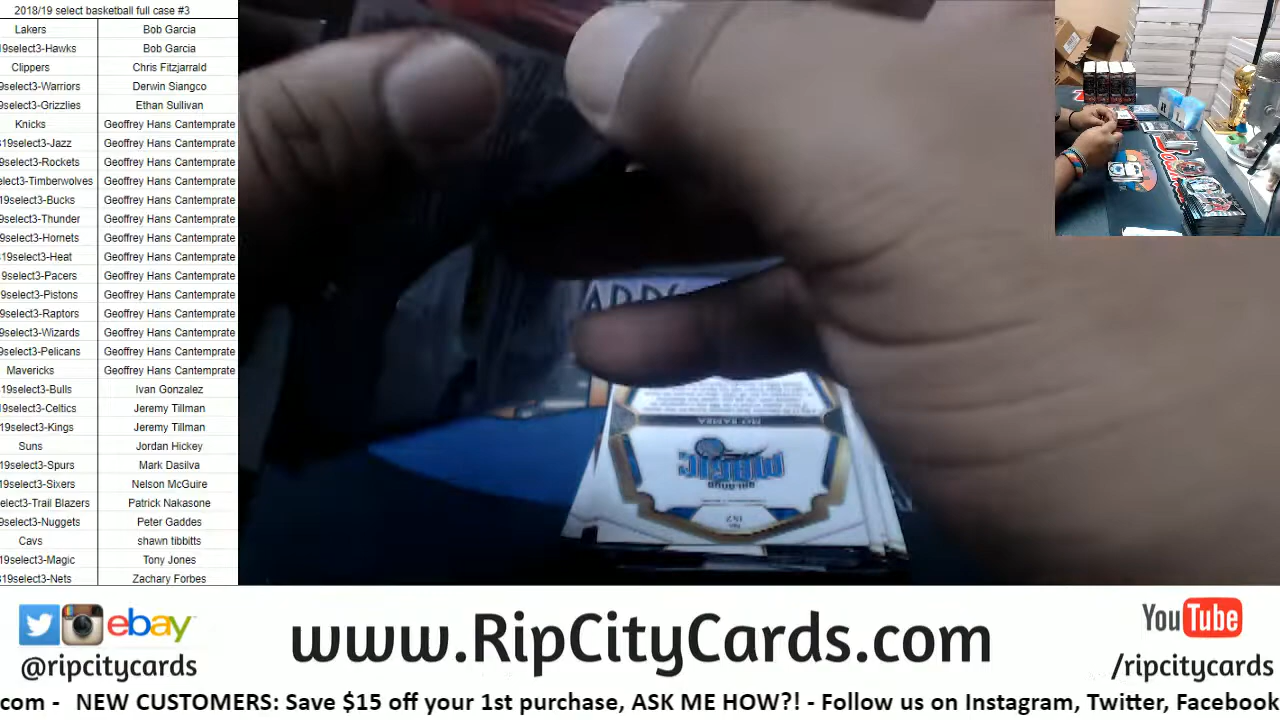 2018/19 select basketball full case #3
Lakers Bob Garcia
19select3-Hawks Bob Garcia
Clippers Chris Fitzjarrald
9select3-Warriors Derwin Siangco
9select3-Grizzlies Ethan Sullivan
Knicks Geoffrey Hans Cantemprate
19select3-Jazz Geoffrey Hans Cantemprate
9select3-Rockets Geoffrey Hans Cantemprate
elect3-Timberwolves Geoffrey Hans Cantemprate
19select3-Bucks Geoffrey Hans Cantemprate
9select3-Thunder Geoffrey Hans Cantemprate
9select3-Hornets Geoffrey Hans Cantemprate
19select3-Heat Geoffrey Hans Cantemprate
19select3-Pacers Geoffrey Hans Cantemprate
9select3-Pistons Geoffrey Hans Cantemprate
9select3-Raptors Geoffrey Hans Cantemprate
9select3-Wizards Geoffrey Hans Cantemprate
9select3-Pelicans Geoffrey Hans Cantemprate
Mavericks Geoffrey Hans Cantemprate
19select3-Bulls Ivan Gonzalez
19select3-Celtics Jeremy Tillman
19select3-Kings Jeremy Tillman
Suns Jordan Hickey
19select3-Spurs Mark Dasilva
19select3-Sixers Nelson McGuire
elect3-Trail Blazers Patrick Nakasone
9select3-Nuggets Peter Gaddes
Cavs shawn tibbitts
19select3-Magic Tony Jones
19select3-Nets Zachary Forbes
MO BAMBA
MAGIC
ORLANDO
ebay
@ripcitycards
www.RipCityCards.com
YouTube
/ripcitycards
com - NEW CUSTOMERS: Save $15 off your 1st purchase, ASK ME HOW?! - Follow us on Instagram, Twitter, Facebook